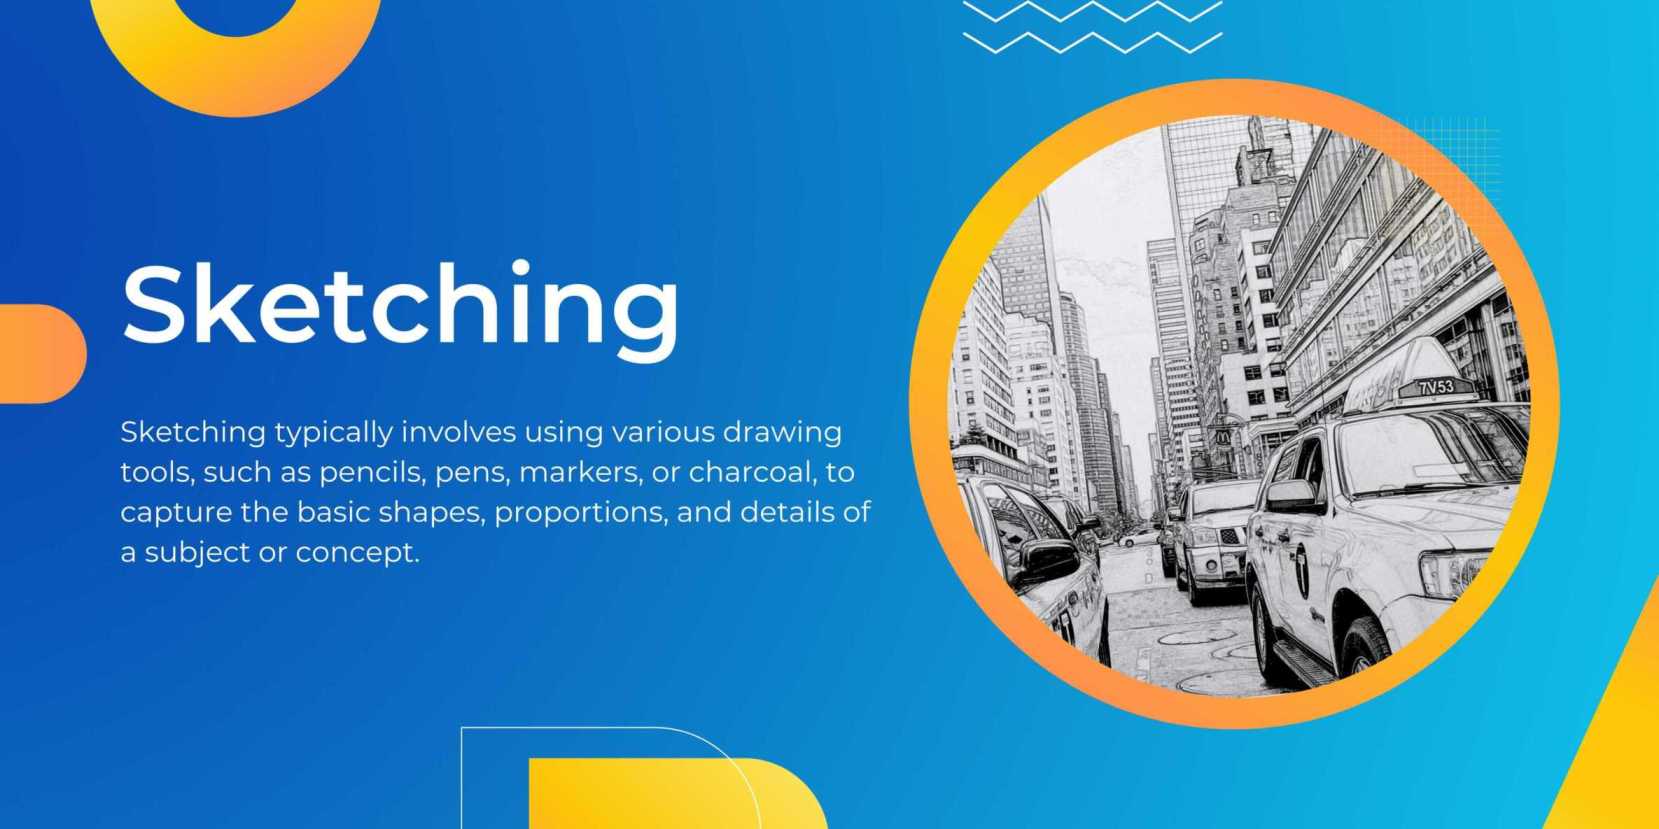 Sketching
Sketching typically involves using various drawing
tools, such as pencils, pens, markers, or charcoal, to
capture the basic shapes, proportions, and details of
a subject or concept.
7V53